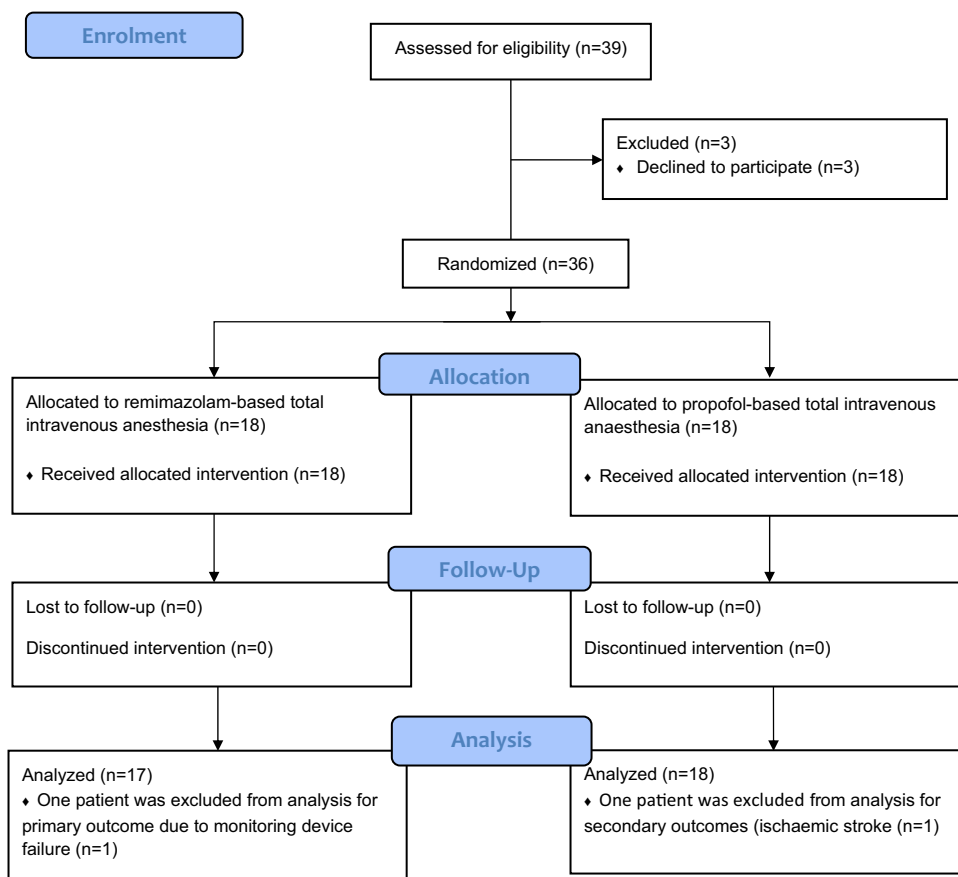 Enrolment
Assessed for eligibility (n=39)
Excluded (n=3)
♦ Declined to participate (n=3)
Randomized (n=36)
Allocation
Allocated to remimazolam-based total
intravenous anesthesia (n=18)
♦ Received allocated intervention (n=18)
Allocated to propofol-based total intravenous
anaesthesia (n=18)
♦ Received allocated intervention (n=18)
Follow-Up
Lost to follow-up (n=0)
Discontinued intervention (n=0)
Lost to follow-up (n=0)
Discontinued intervention (n=0)
Analysis
Analyzed (n=17)
♦ One patient was excluded from analysis for
primary outcome due to monitoring device
failure (n=1)
Analyzed (n=18)
♦ One patient was excluded from analysis for
secondary outcomes (ischaemic stroke (n=1)